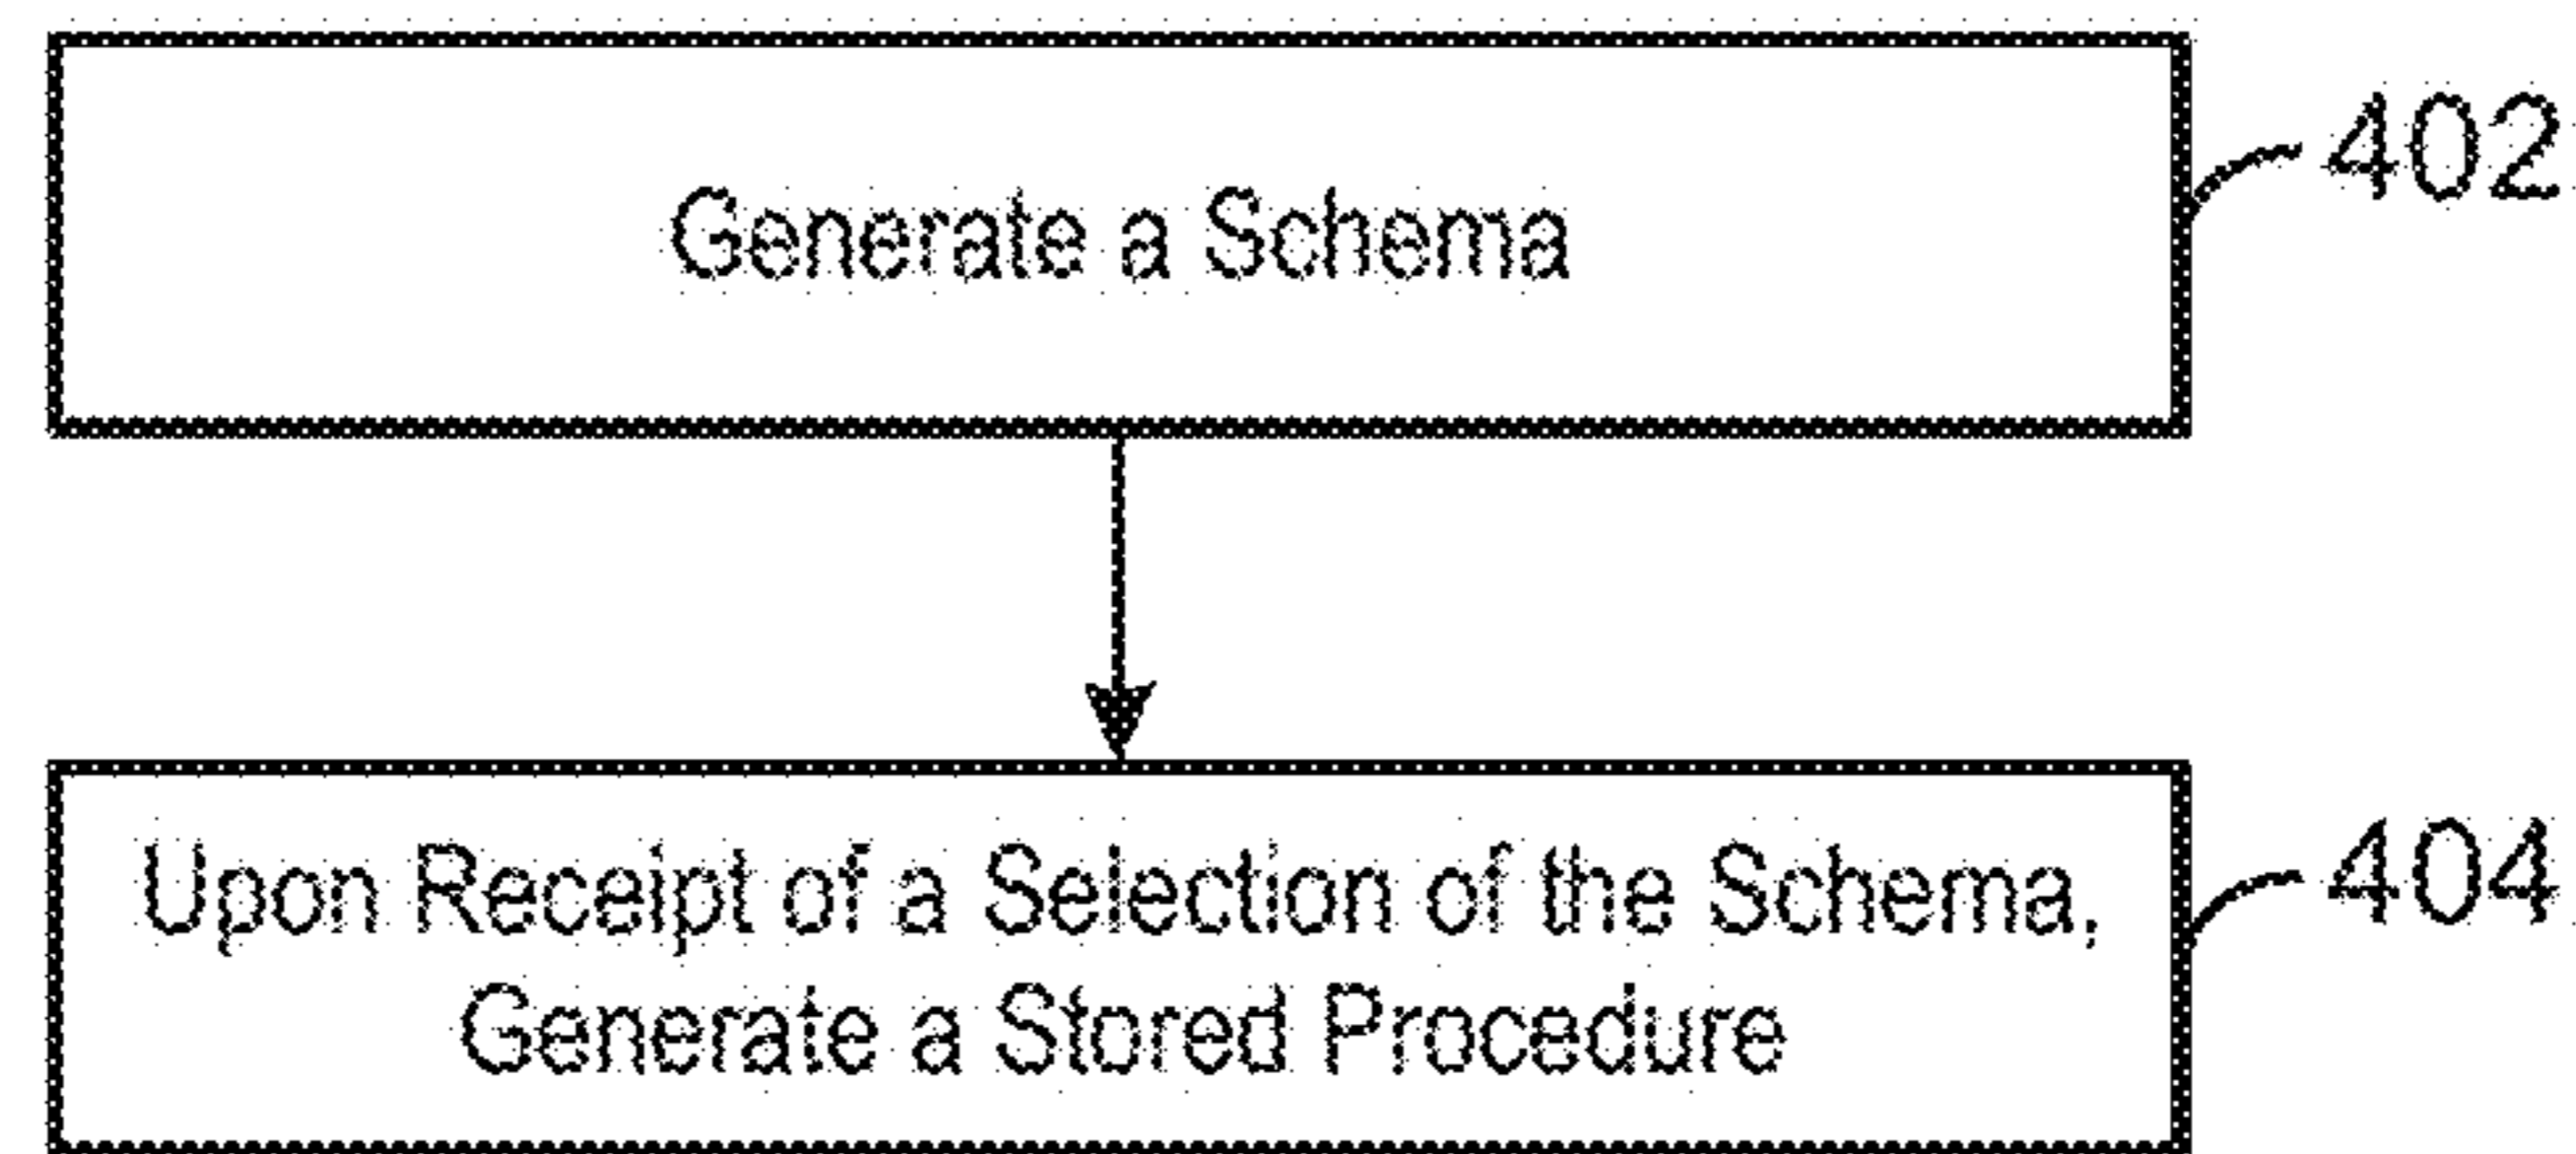 Generate a Schema
402
Upon Receipt of a Selection of the Schema,
Generate a Stored Procedure
404